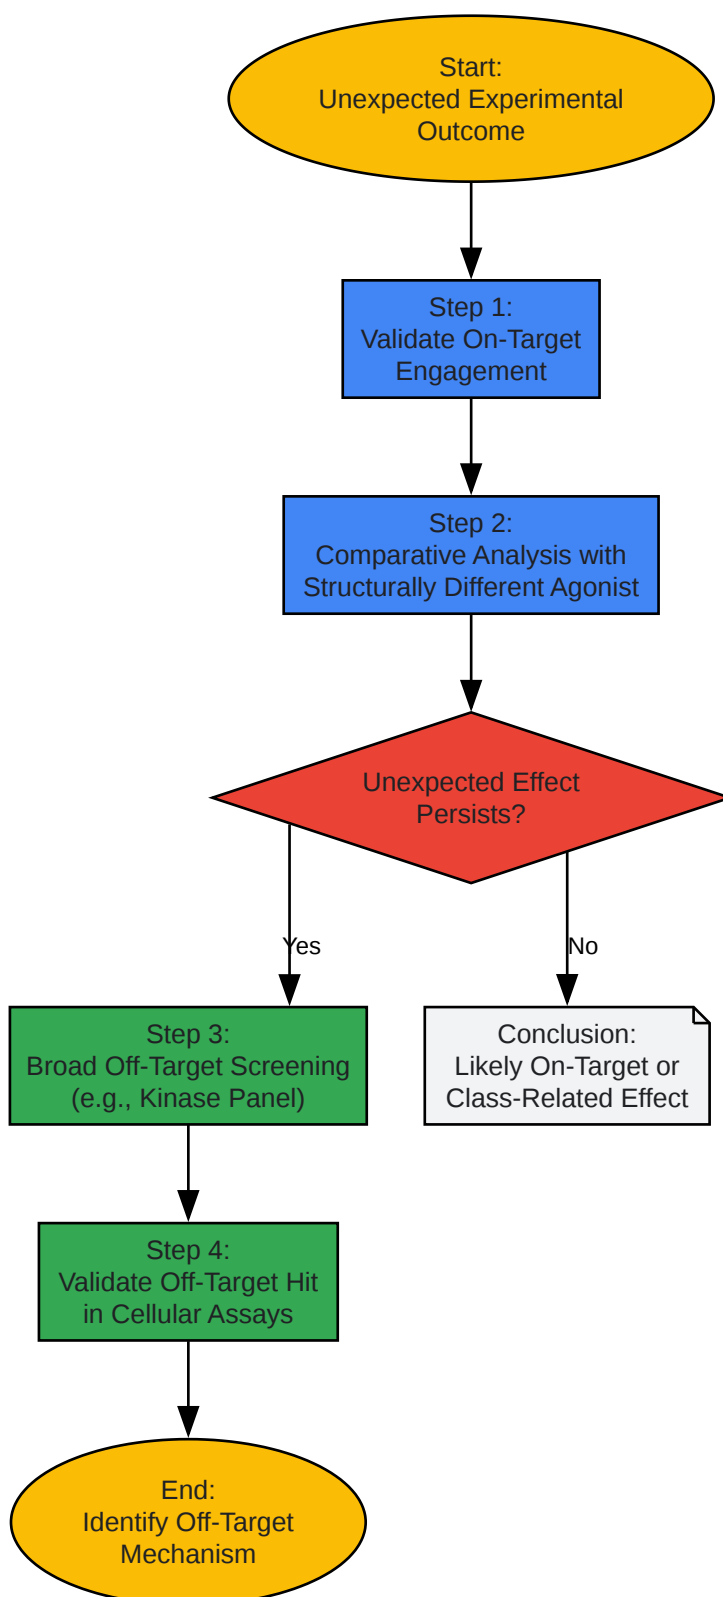 Start:
Unexpected Experimental
Outcome
Step 1:
Validate On-Target
Engagement
Step 2:
Comparative Analysis with
Structurally Different Agonist
Unexpected Effect
Persists?
Yes
No
Step 3:
Broad Off-Target Screening
(e.g., Kinase Panel)
Conclusion:
Likely On-Target or
Class-Related Effect
Step 4:
Validate Off-Target Hit
in Cellular Assays
End:
Identify Off-Target
Mechanism